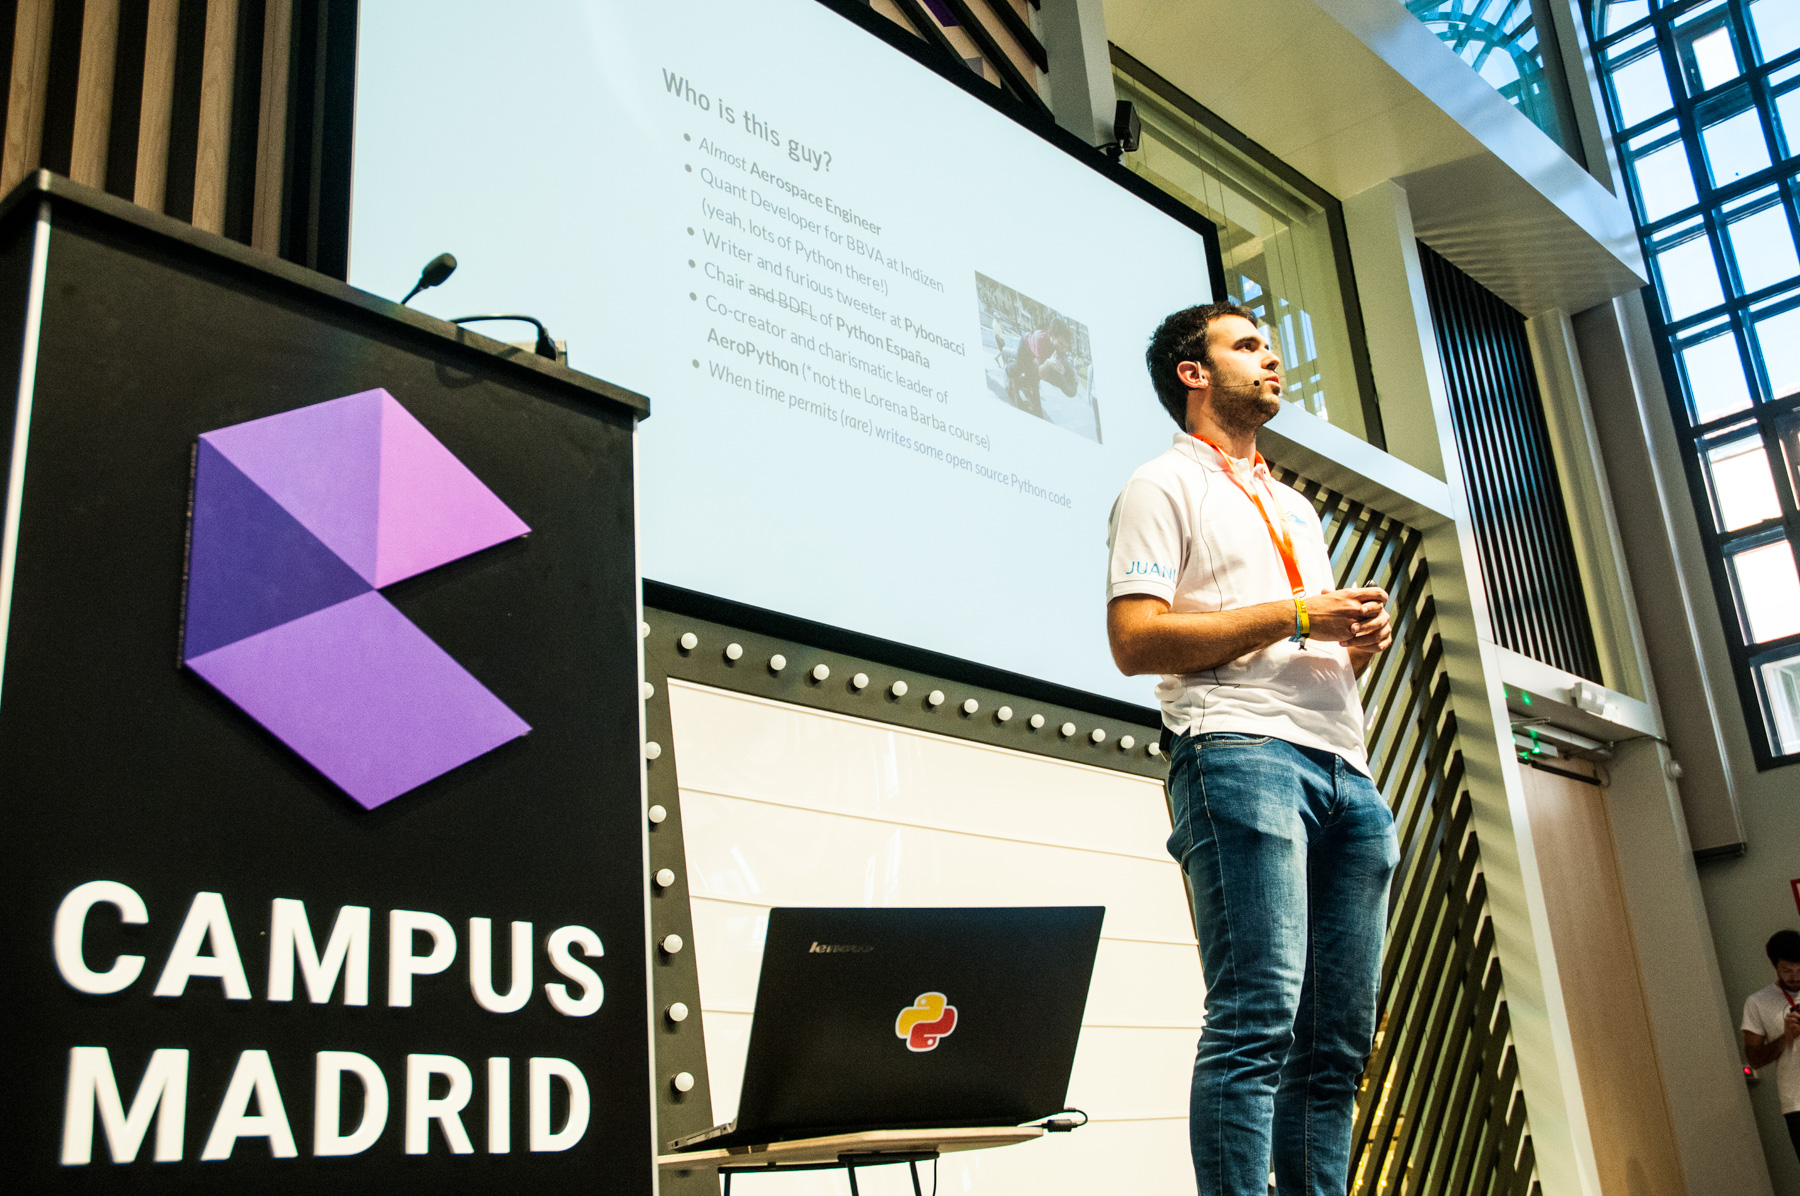 Who is this guy?
• Almost Aerospace Engineer
• Quant Developer for BBVA at Indizen
(yeah, lots of Python there!)
• Writer and furious tweeter at Pybonacci
• Chair and BDFL of Python España
• Co-creator and charismatic leader of
AeroPython (*not the Lorena Barba course)
• When time permits (rare) writes some open source Python code
JUANL
CAMPUS
MADRID
lenovo